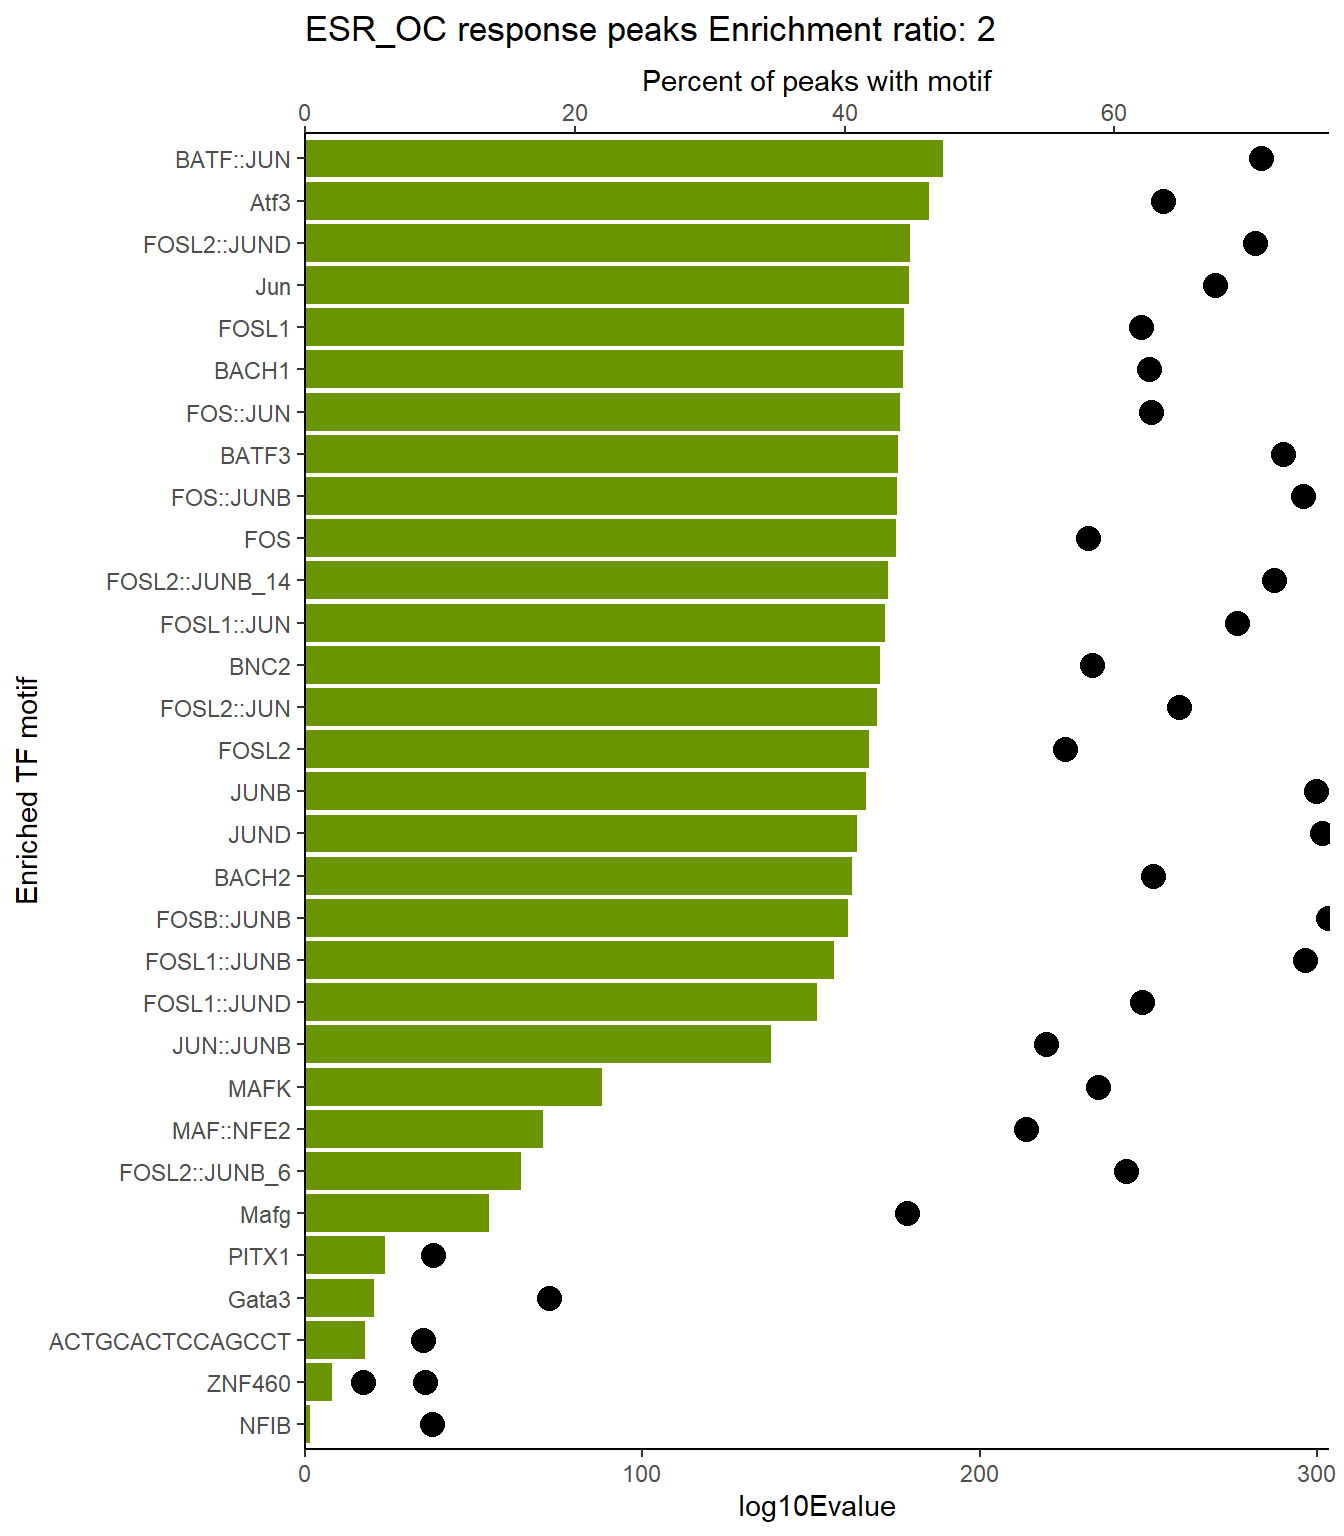 ESR_OC response peaks Enrichment ratio: 2
Percent of peaks with motif
0 20 40 60
BATF::JUN
Atf3
FOSL2::JUND
Jun
FOSL1
BACH1
FOS::JUN
BATF3
FOS::JUNB
FOS
FOSL2::JUNB_14
FOSL1::JUN
BNC2
FOSL2::JUN
FOSL2
JUNB
JUND
BACH2
FOSB::JUNB
FOSL1::JUNB
FOSL1::JUND
JUN::JUNB
MAFK
MAF::NFE2
FOSL2::JUNB_6
Mafg
PITX1
Gata3
ACTGCACTCCAGCCT
ZNF460
NFIB
Enriched TF motif
0 100 200 300
log10Evalue